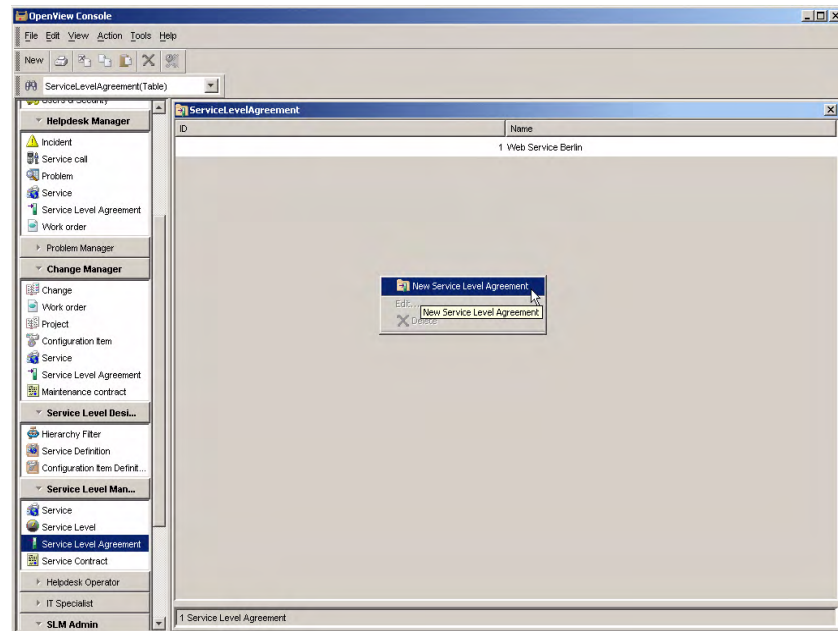 OpenView Console
File Edit View Action Tools Help
New
ServiceLevelAgreement(Table)
Users & Security
Helpdesk Manager
Incident
Service call
Problem
Service
Service Level Agreement
Work order
Problem Manager
Change Manager
Change
Work order
Project
Configuration Item
Service
Service Level Agreement
Maintenance contract
Service Level Desi...
Hierarchy Filter
Service Definition
Configuration Item Definit...
Service Level Man...
Service
Service Level
Service Level Agreement
Service Contract
Helpdesk Operator
IT Specialist
SLM Admin
ServiceLevelAgreement
ID Name
1 Web Service Berlin
New Service Level Agreement
Edit...
New Service Level Agreement
Delete
1 Service Level Agreement